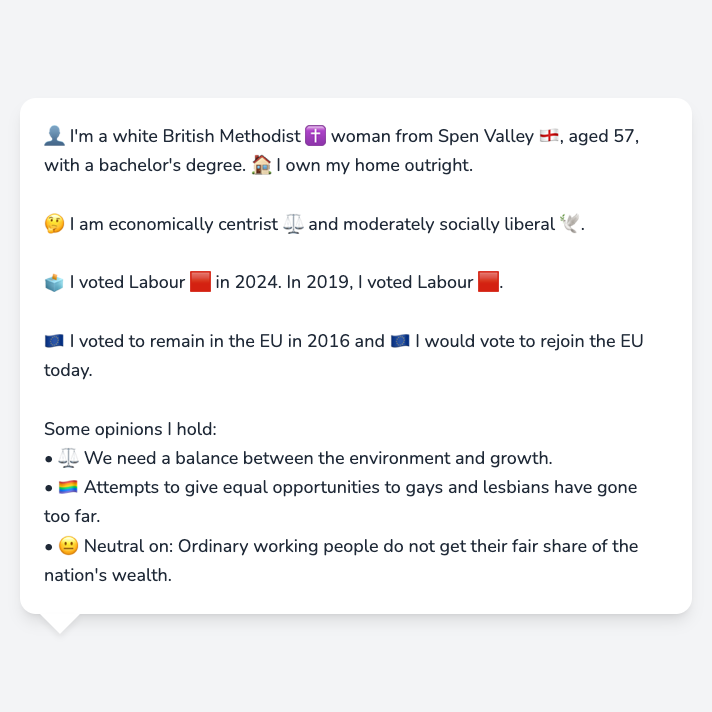 👤 I'm a white British Methodist ✝️ woman from Spen Valley 🏴󠁧󠁢󠁥󠁮󠁧󠁿, aged 57,
with a bachelor's degree. 🏠 I own my home outright.
🤔 I am economically centrist ⚖️ and moderately socially liberal 🕊️.
🗳️ I voted Labour 🟥 in 2024. In 2019, I voted Labour 🟥.
🇪🇺 I voted to remain in the EU in 2016 and 🇪🇺 I would vote to rejoin the EU
today.
Some opinions I hold:
• ⚖️ We need a balance between the environment and growth.
• 🏳️‍🌈 Attempts to give equal opportunities to gays and lesbians have gone
too far.
• 😐 Neutral on: Ordinary working people do not get their fair share of the
nation's wealth.